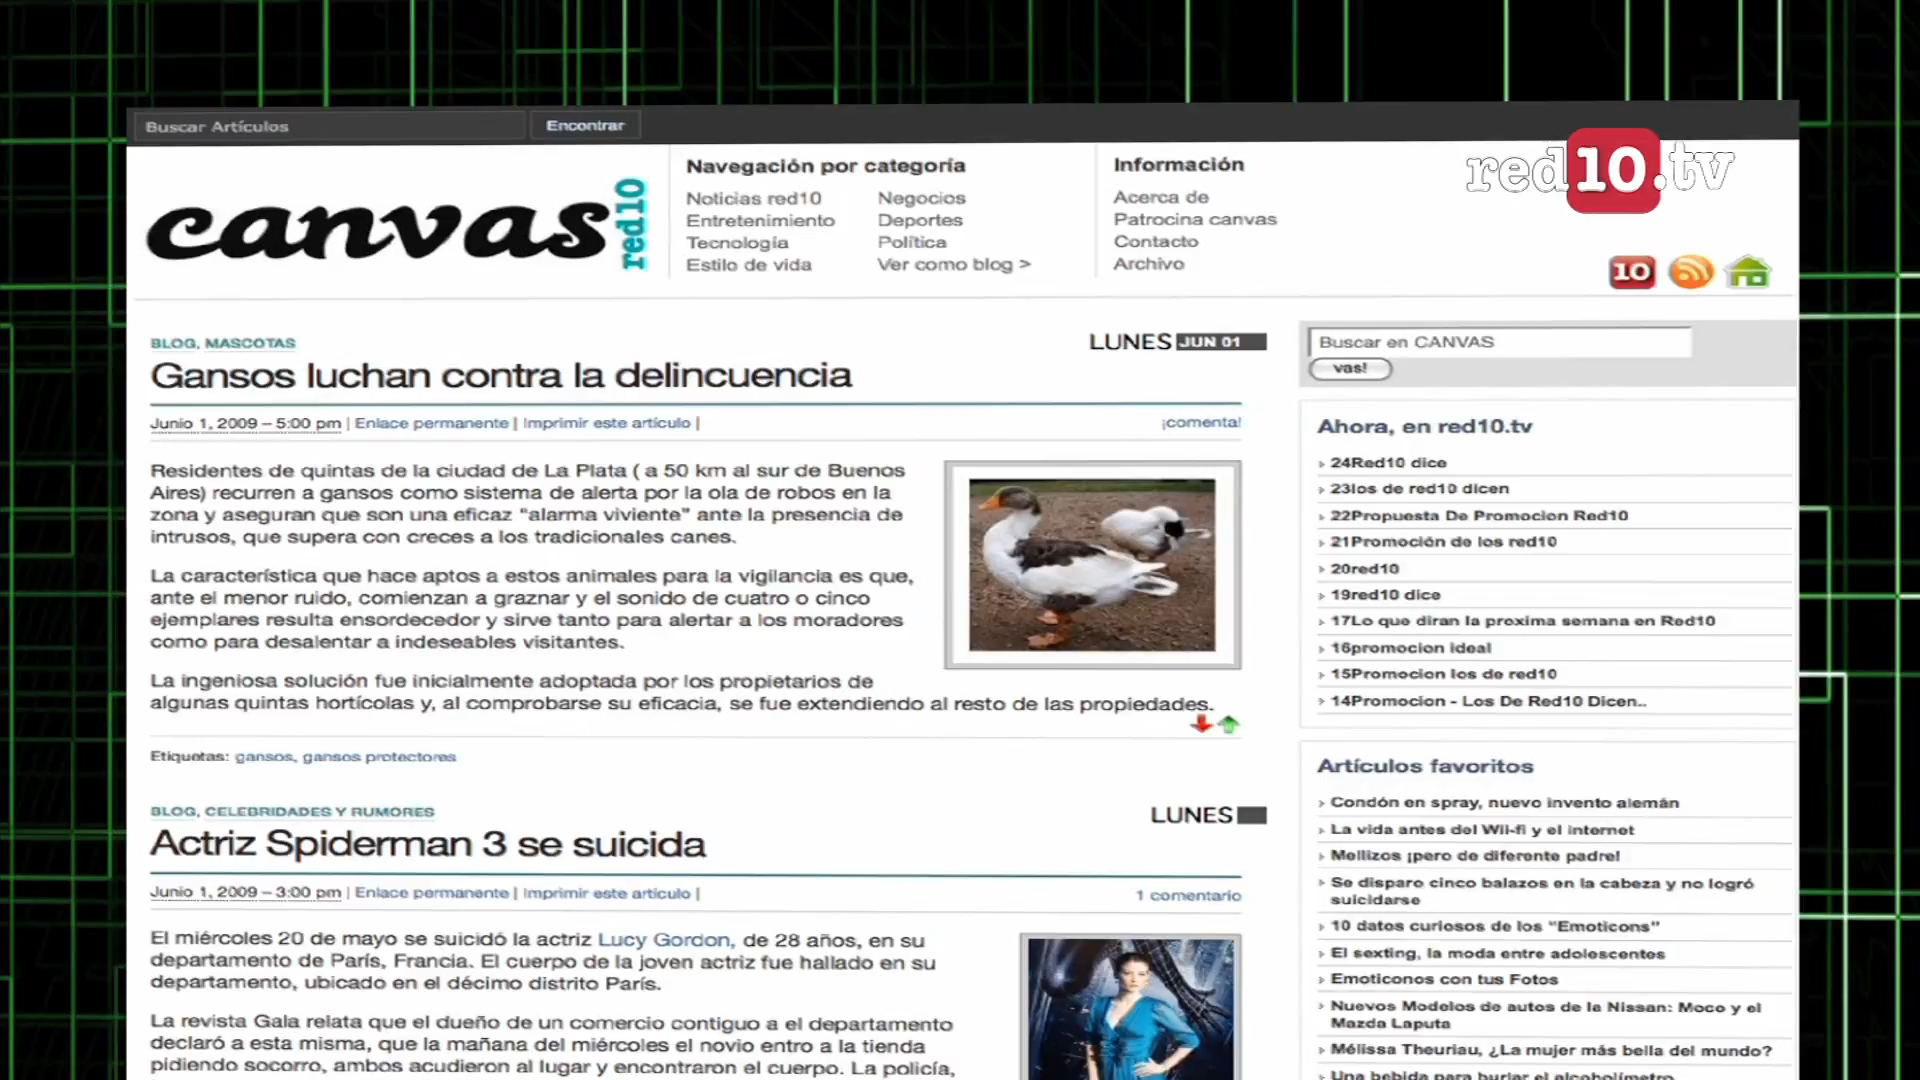 Buscar Artículos
Encontrar
red10.tv
canvas red10
Navegación por categoría
Noticias red10
Entretenimiento
Tecnología
Estilo de vida
Negocios
Deportes
Política
Ver como blog >
Información
Acerca de
Patrocina canvas
Contacto
Archivo
10
BLOG, MASCOTAS
LUNES JUN 01
Gansos luchan contra la delincuencia
Junio 1, 2009 – 5:00 pm | Enlace permanente | Imprimir este artículo |
¡comenta!
Residentes de quintas de la ciudad de La Plata ( a 50 km al sur de Buenos
Aires) recurren a gansos como sistema de alerta por la ola de robos en la
zona y aseguran que son una eficaz "alarma viviente" ante la presencia de
intrusos, que supera con creces a los tradicionales canes.
La característica que hace aptos a estos animales para la vigilancia es que,
ante el menor ruido, comienzan a graznar y el sonido de cuatro o cinco
ejemplares resulta ensordecedor y sirve tanto para alertar a los moradores
como para desalentar a indeseables visitantes.
La ingeniosa solución fue inicialmente adoptada por los propietarios de
algunas quintas hortícolas y, al comprobarse su eficacia, se fue extendiendo al resto de las propiedades.
Etiquetas: gansos, gansos protectores
BLOG, CELEBRIDADES Y RUMORES
LUNES
Actriz Spiderman 3 se suicida
Junio 1, 2009 – 3:00 pm | Enlace permanente | Imprimir este artículo |
1 comentario
El miércoles 20 de mayo se suicidó la actriz Lucy Gordon, de 28 años, en su
departamento de París, Francia. El cuerpo de la joven actriz fue hallado en su
departamento, ubicado en el décimo distrito París.
La revista Gala relata que el dueño de un comercio contiguo a el departamento
declaró a esta misma, que la mañana del miércoles el novio entro a la tienda
pidiendo socorro, ambos acudieron al lugar y encontraron el cuerpo. La policía,
Buscar en CANVAS
vas!
Ahora, en red10.tv
24Red10 dice
23los de red10 dicen
22Propuesta De Promocion Red10
21Promoción de los red10
20red10
19red10 dice
17Lo que diran la proxima semana en Red10
16promocion ideal
15Promocion los de red10
14Promocion - Los De Red10 Dicen..
Artículos favoritos
Condón en spray, nuevo invento alemán
La vida antes del Wii-fi y el internet
Mellizos ¡pero de diferente padre!
Se disparo cinco balazos en la cabeza y no logró
suicidarse
10 datos curiosos de los "Emoticons"
El sexting, la moda entre adolescentes
Emoticonos con tus Fotos
Nuevos Modelos de autos de la Nissan: Moco y el
Mazda Laputa
Mélissa Theuriau, ¿La mujer más bella del mundo?
Una bebida para burlar el alcoholímetro